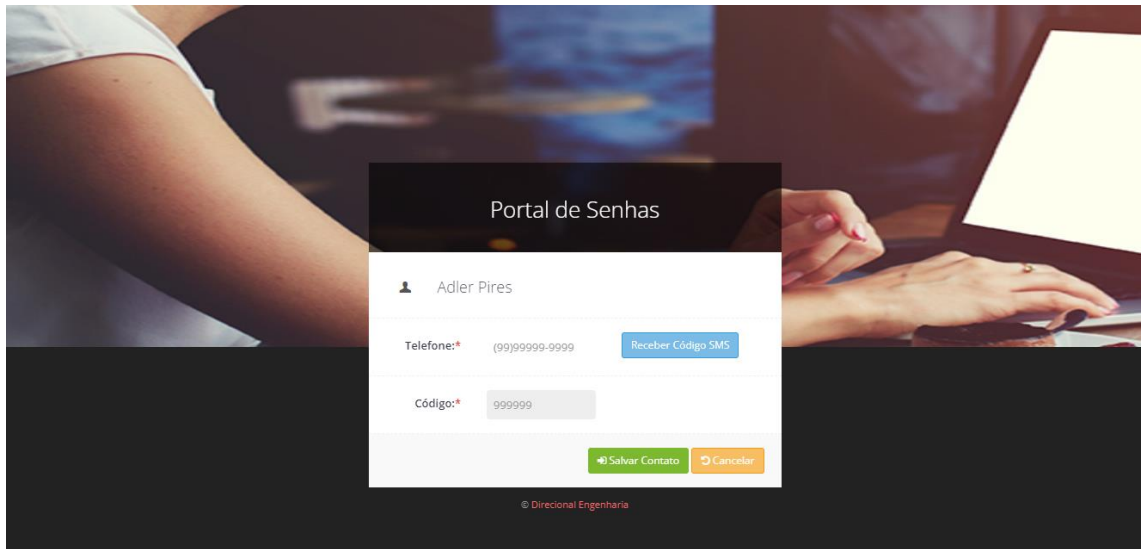 Portal de Senhas
Adler Pires
Telefone:* (99)99999-9999 Receber Código SMS
Código:* 999999
Salvar Contato Cancelar
© Direcional Engenharia